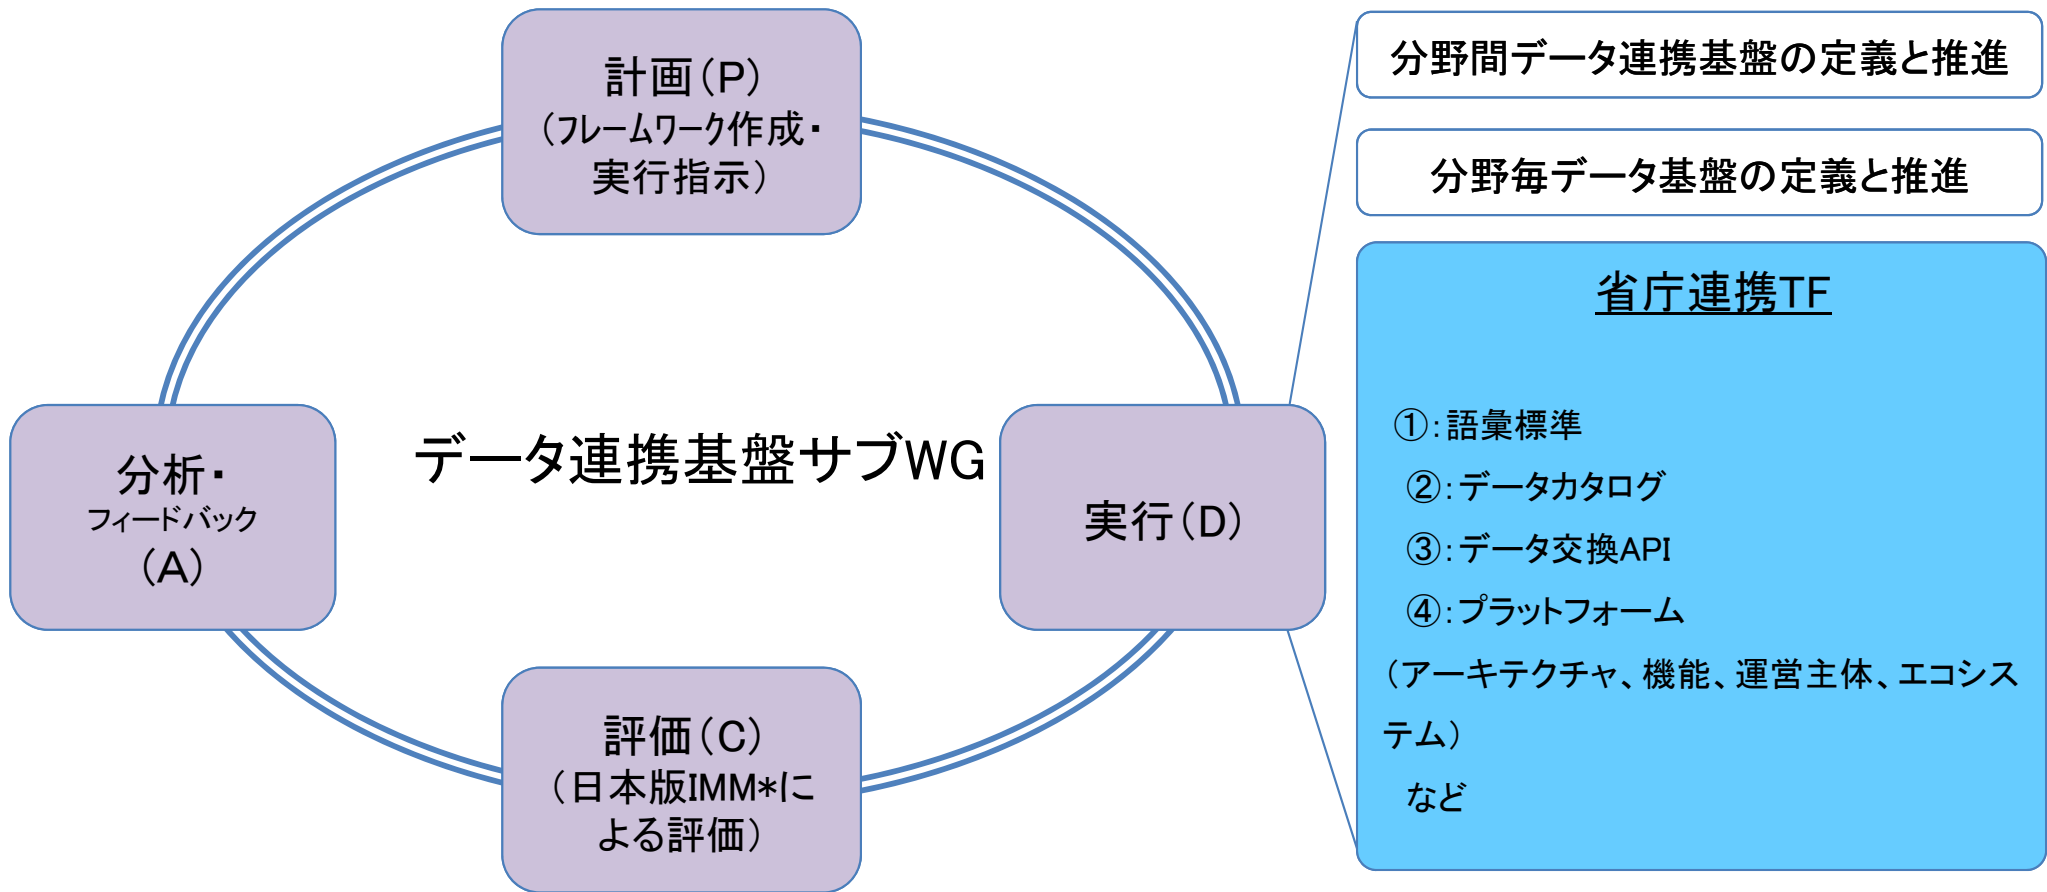 計画(P)
(フレームワーク作成・
実行指示)
分析・
フィードバック
(A)
データ連携基盤サブWG
実行(D)
評価(C)
(日本版IMM*に
よる評価)
分野間データ連携基盤の定義と推進
分野毎データ基盤の定義と推進
省庁連携TF
①:語彙標準
②:データカタログ
③:データ交換API
④:プラットフォーム
(アーキテクチャ、機能、運営主体、エコシス
テム)
など